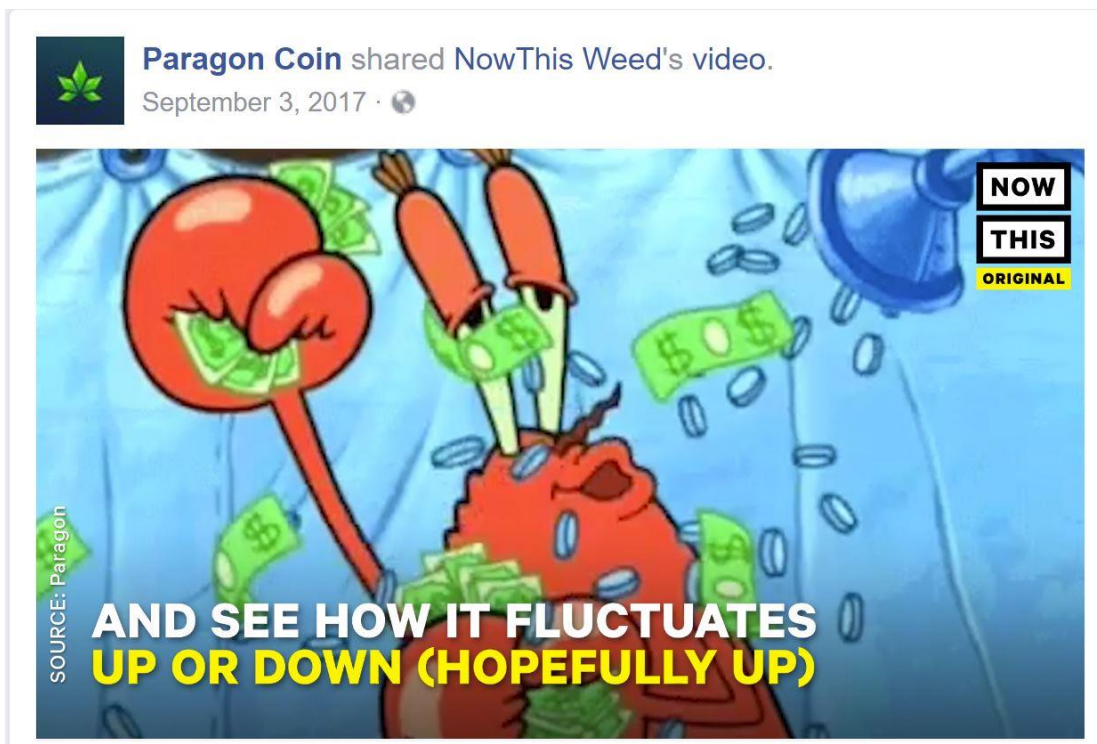 Paragon Coin shared NowThis Weed's video.
September 3, 2017 ·
NOW
THIS
ORIGINAL
SOURCE: Paragon
AND SEE HOW IT FLUCTUATES
UP OR DOWN (HOPEFULLY UP)